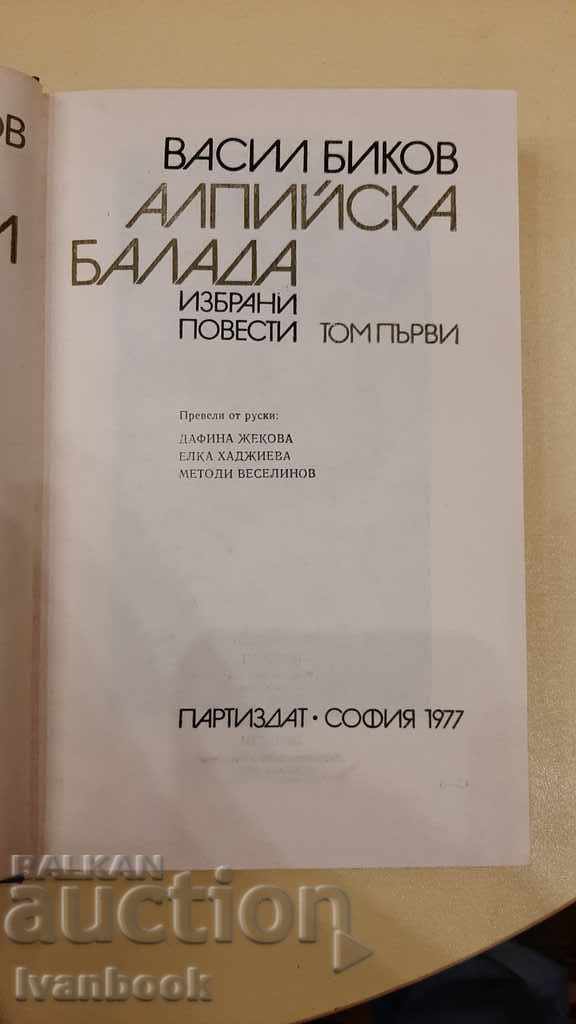 ОВ
И
ВАСИЛ БИКОВ
АЛПИЙСКА
БАЛАДА
ИЗБРАНИ
ПОВЕСТИ ТОМ ПЪРВИ
Превели от руски:
ДАФИНА ЖЕКОВА
ЕЛКА ХАДЖИЕВА
МЕТОДИ ВЕСЕЛИНОВ
ПАРТИЗДАТ • СОФИЯ 1977
BALKAN
auction
Ivanbook